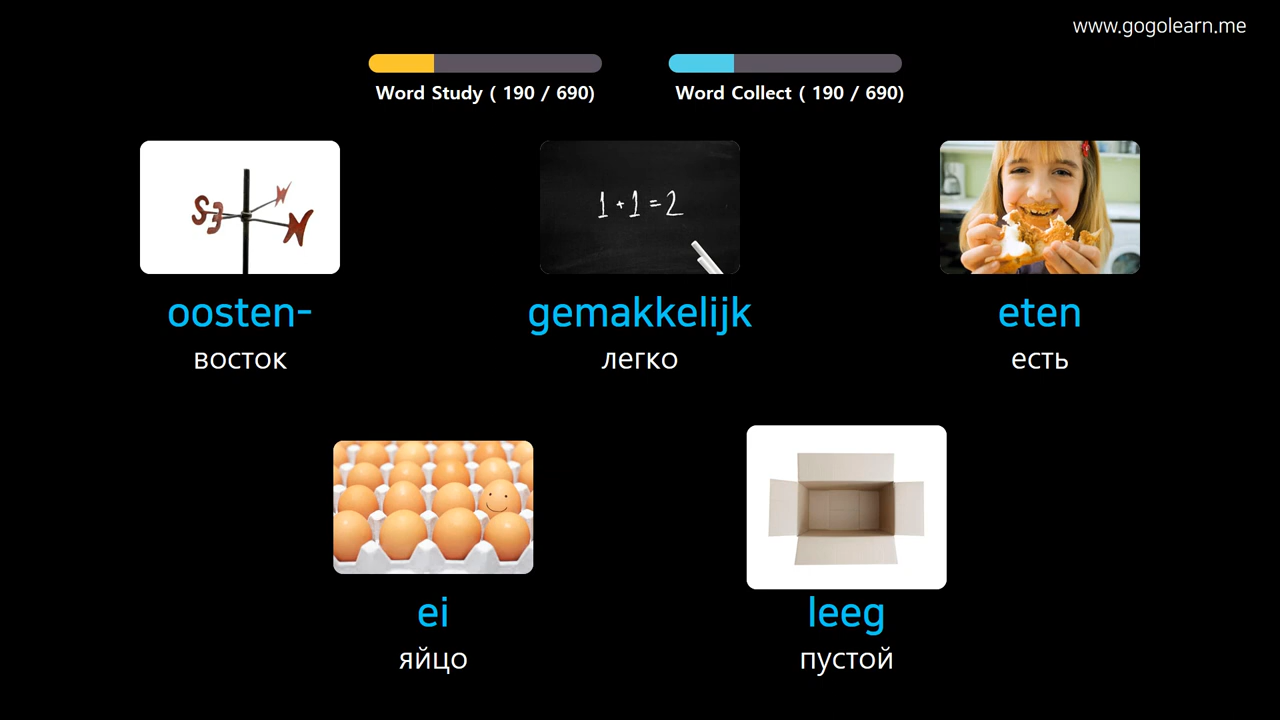 www.gogolearn.me
Word Study ( 190 / 690)
Word Collect ( 190 / 690)
S
E
W
N
1+1=2
oosten-
gemakkelijk
eten
восток
легко
есть
ei
leeg
яйцо
пустой